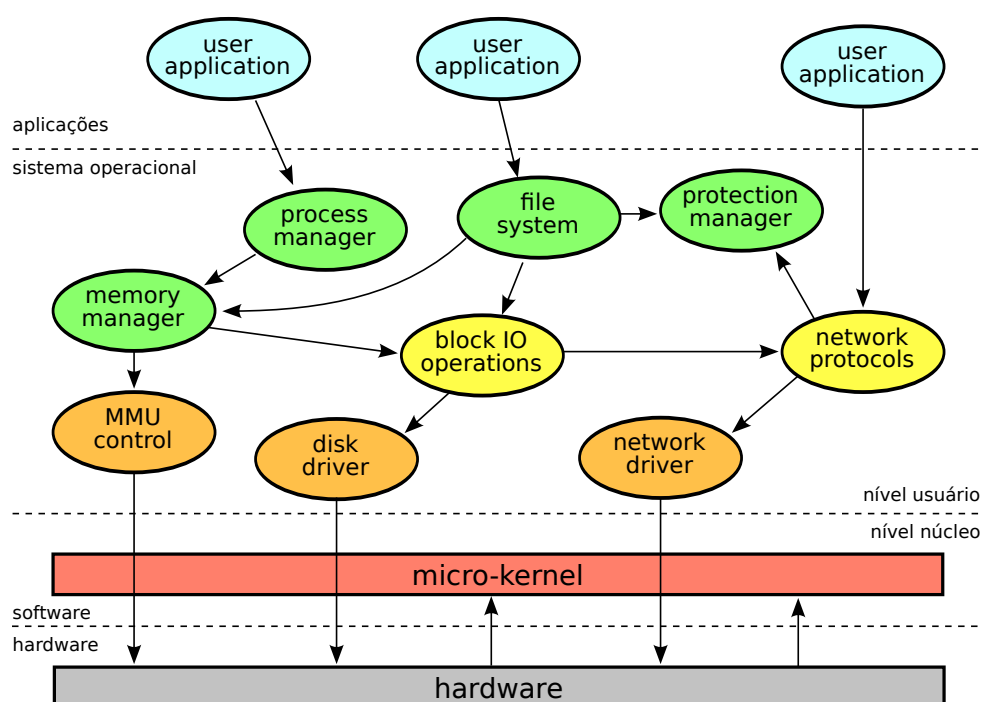 user
application
user
application
user
application
aplicações
sistema operacional
process
manager
file
system
protection
manager
memory
manager
block IO
operations
network
protocols
MMU
control
disk
driver
network
driver
nível usuário
nível núcleo
micro-kernel
software
hardware
hardware